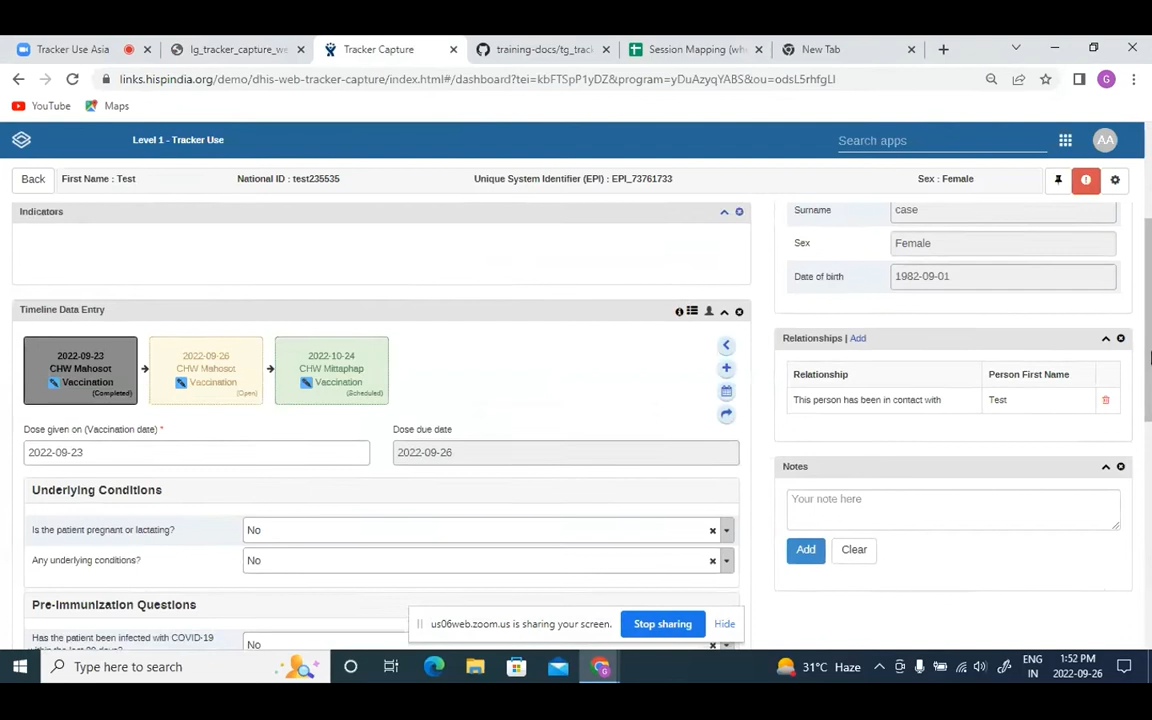 Tracker Use Asia
lg_tracker_capture_we
Tracker Capture
training-docs/tg_track
Session Mapping (wh
New Tab
links.hispindia.org/demo/dhis-web-tracker-capture/index.html#/dashboard?tei=kbFTSpP1yDZ&program=yDuAzyqYABS&ou=odsL5rhfgLI
G
YouTube
Maps
Level 1 - Tracker Use
Search apps
AA
Back
First Name : Test
National ID : test235535
Unique System Identifier (EPI) : EPI_73761733
Sex : Female
Indicators
Surname
case
Sex
Female
Date of birth
1982-09-01
Timeline Data Entry
2022-09-23
CHW Mahosot
Vaccination
(Completed)
2022-09-26
CHW Mahosot
Vaccination
(Open)
2022-10-24
CHW Mittaphap
Vaccination
(Scheduled)
Dose given on (Vaccination date) *
Dose due date
2022-09-23
2022-09-26
Underlying Conditions
Is the patient pregnant or lactating?
No
Any underlying conditions?
No
Pre-Immunization Questions
Has the patient been infected with COVID-19
No
Relationships | Add
Relationship
Person First Name
This person has been in contact with
Test
Notes
Your note here
Add
Clear
us06web.zoom.us is sharing your screen.
Stop sharing
Hide
Type here to search
31°C Haze
ENG
IN
1:52 PM
2022-09-26